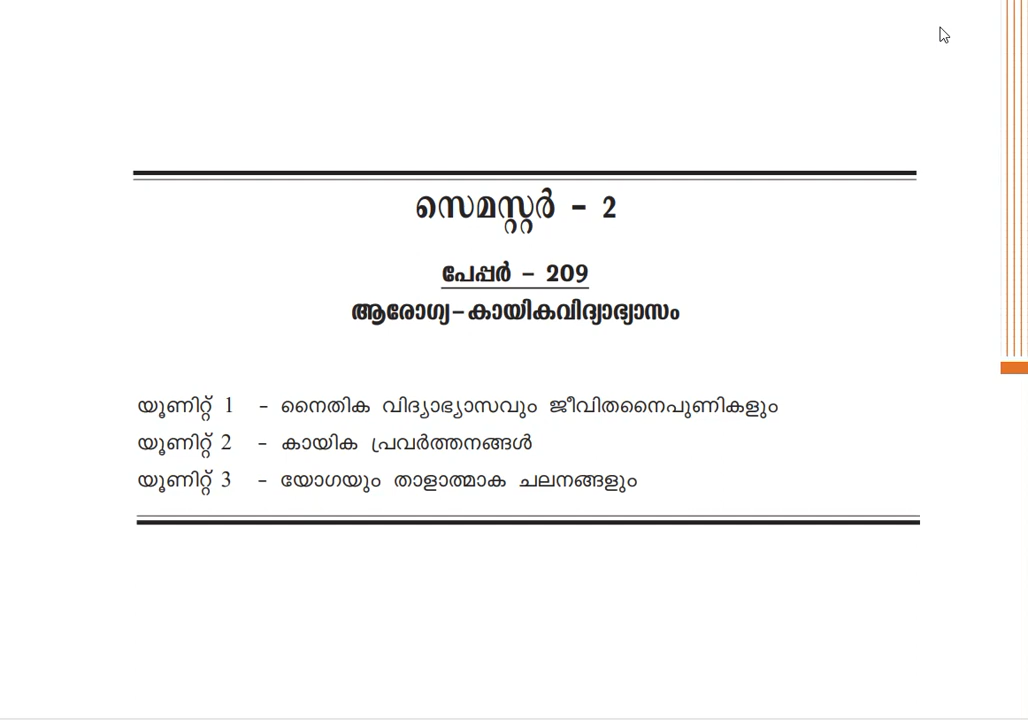 സെമസ്റ്റർ - 2
പേപ്പർ - 209
ആരോഗ്യ-കായികവിദ്യാഭ്യാസം
യൂണിറ്റ് 1 - നൈതിക വിദ്യാഭ്യാസവും ജീവിതനൈപുണികളും
യൂണിറ്റ് 2 - കായിക പ്രവർത്തനങ്ങൾ
യൂണിറ്റ് 3 - യോഗയും താളാത്മാക ചലനങ്ങളും